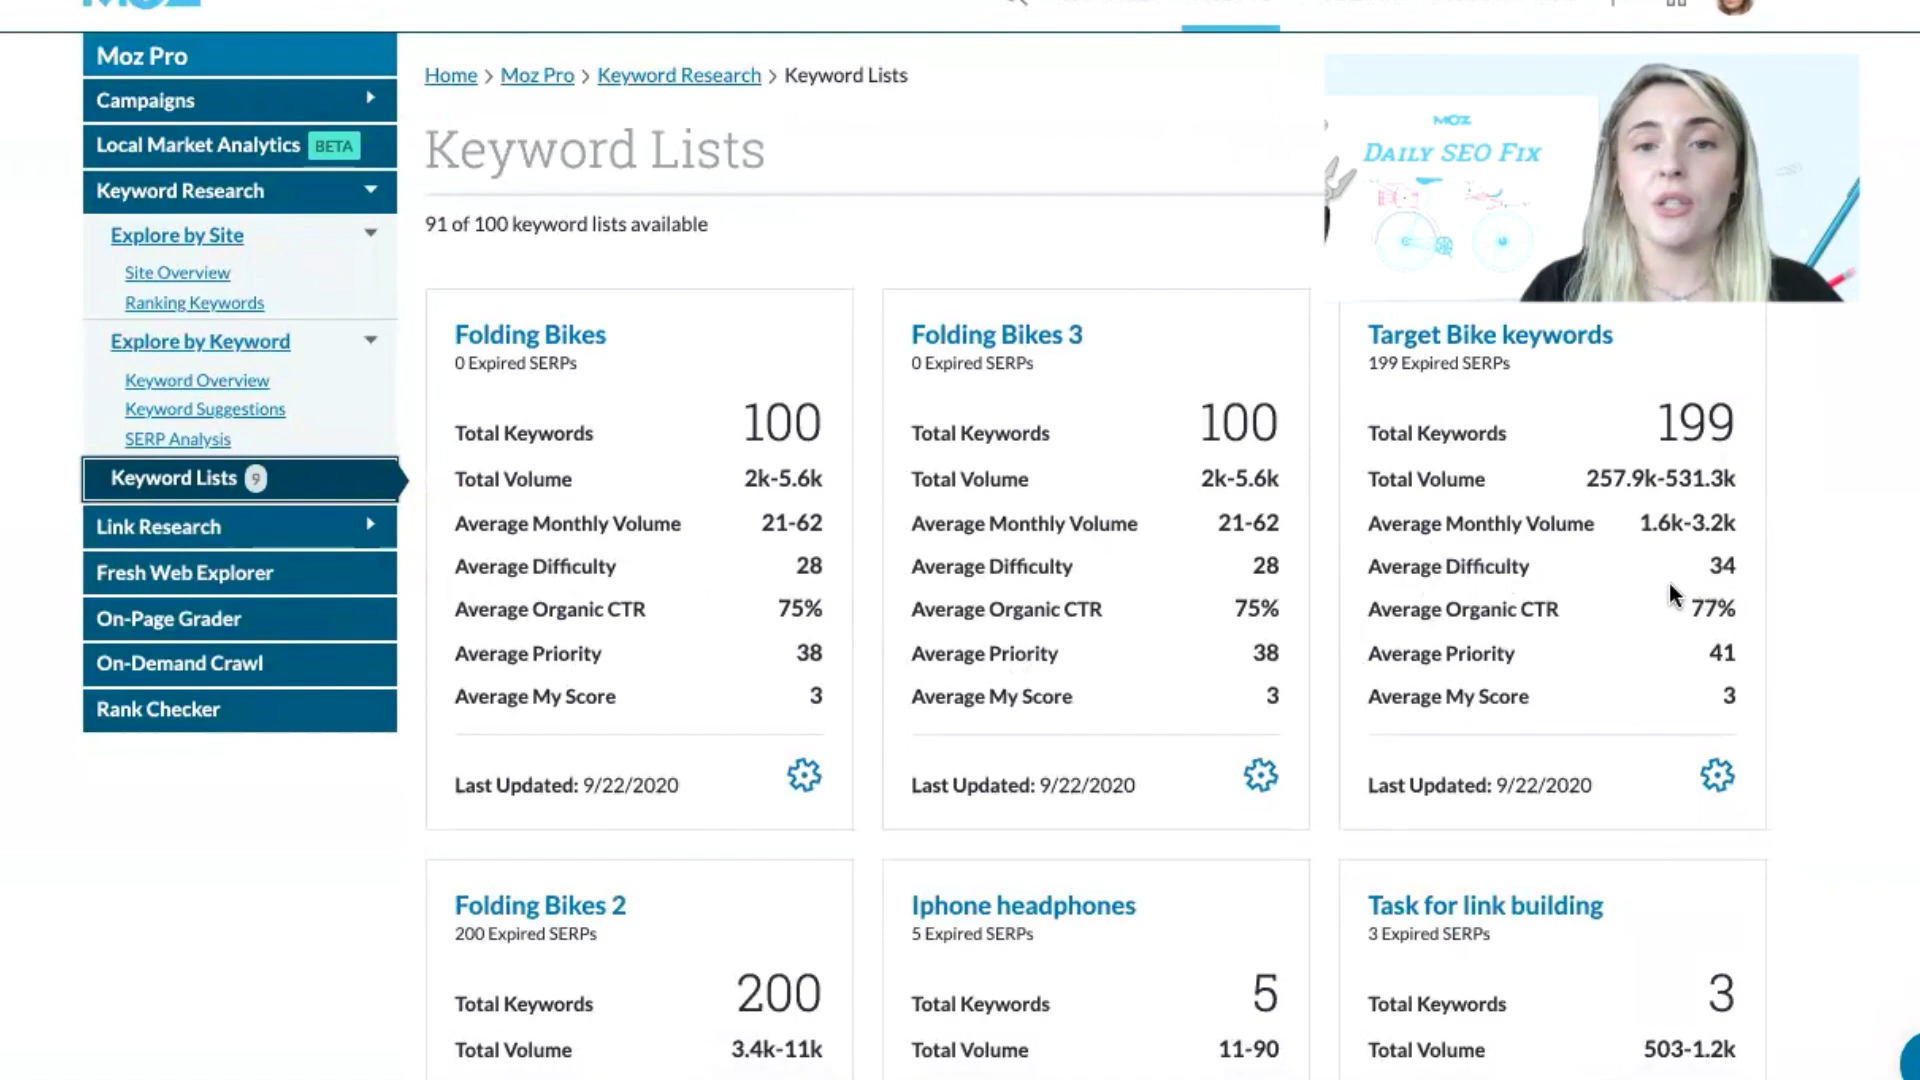 Moz Pro
Campaigns
Local Market Analytics BETA
Keyword Research
Explore by Site
Site Overview
Ranking Keywords
Explore by Keyword
Keyword Overview
Keyword Suggestions
SERP Analysis
Keyword Lists 9
Link Research
Fresh Web Explorer
On-Page Grader
On-Demand Crawl
Rank Checker
Home > Moz Pro > Keyword Research > Keyword Lists
Keyword Lists
91 of 100 keyword lists available
MOZ
DAILY SEO FIX
Folding Bikes
0 Expired SERPs
Total Keywords 100
Total Volume 2k-5.6k
Average Monthly Volume 21-62
Average Difficulty 28
Average Organic CTR 75%
Average Priority 38
Average My Score 3
Last Updated: 9/22/2020
Folding Bikes 3
0 Expired SERPs
Total Keywords 100
Total Volume 2k-5.6k
Average Monthly Volume 21-62
Average Difficulty 28
Average Organic CTR 75%
Average Priority 38
Average My Score 3
Last Updated: 9/22/2020
Target Bike keywords
199 Expired SERPs
Total Keywords 199
Total Volume 257.9k-531.3k
Average Monthly Volume 1.6k-3.2k
Average Difficulty 34
Average Organic CTR 77%
Average Priority 41
Average My Score 3
Last Updated: 9/22/2020
Folding Bikes 2
200 Expired SERPs
Total Keywords 200
Total Volume 3.4k-11k
Iphone headphones
5 Expired SERPs
Total Keywords 5
Total Volume 11-90
Task for link building
3 Expired SERPs
Total Keywords 3
Total Volume 503-1.2k